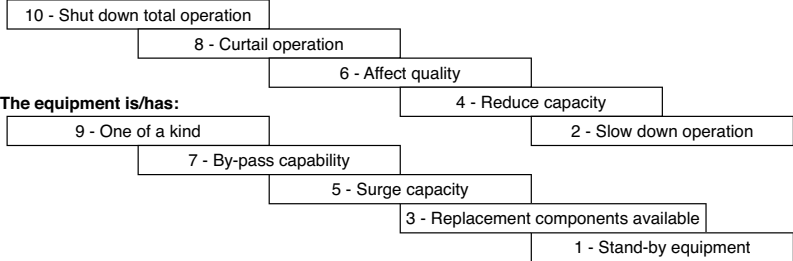 10 - Shut down total operation
8 - Curtail operation
6 - Affect quality
4 - Reduce capacity
The equipment is/has:
2 - Slow down operation
9 - One of a kind
7 - By-pass capability
5 - Surge capacity
3 - Replacement components available
1 - Stand-by equipment